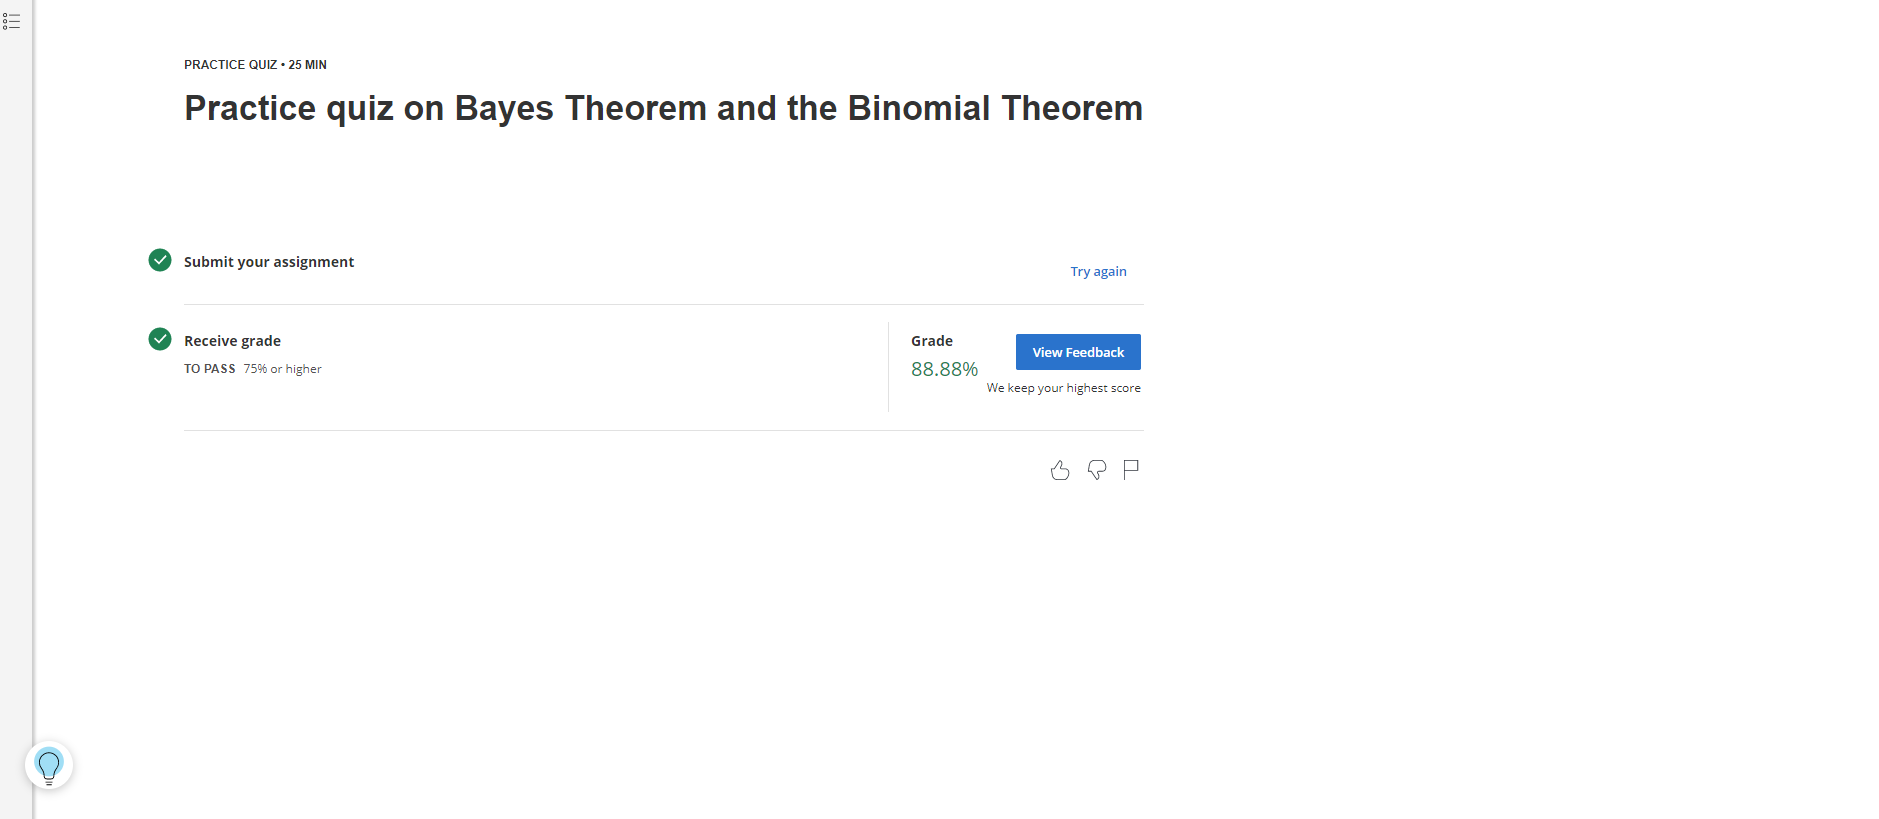 PRACTICE QUIZ • 25 MIN
Practice quiz on Bayes Theorem and the Binomial Theorem
Submit your assignment
Try again
Receive grade
TO PASS 75% or higher
Grade
88.88%
View Feedback
We keep your highest score